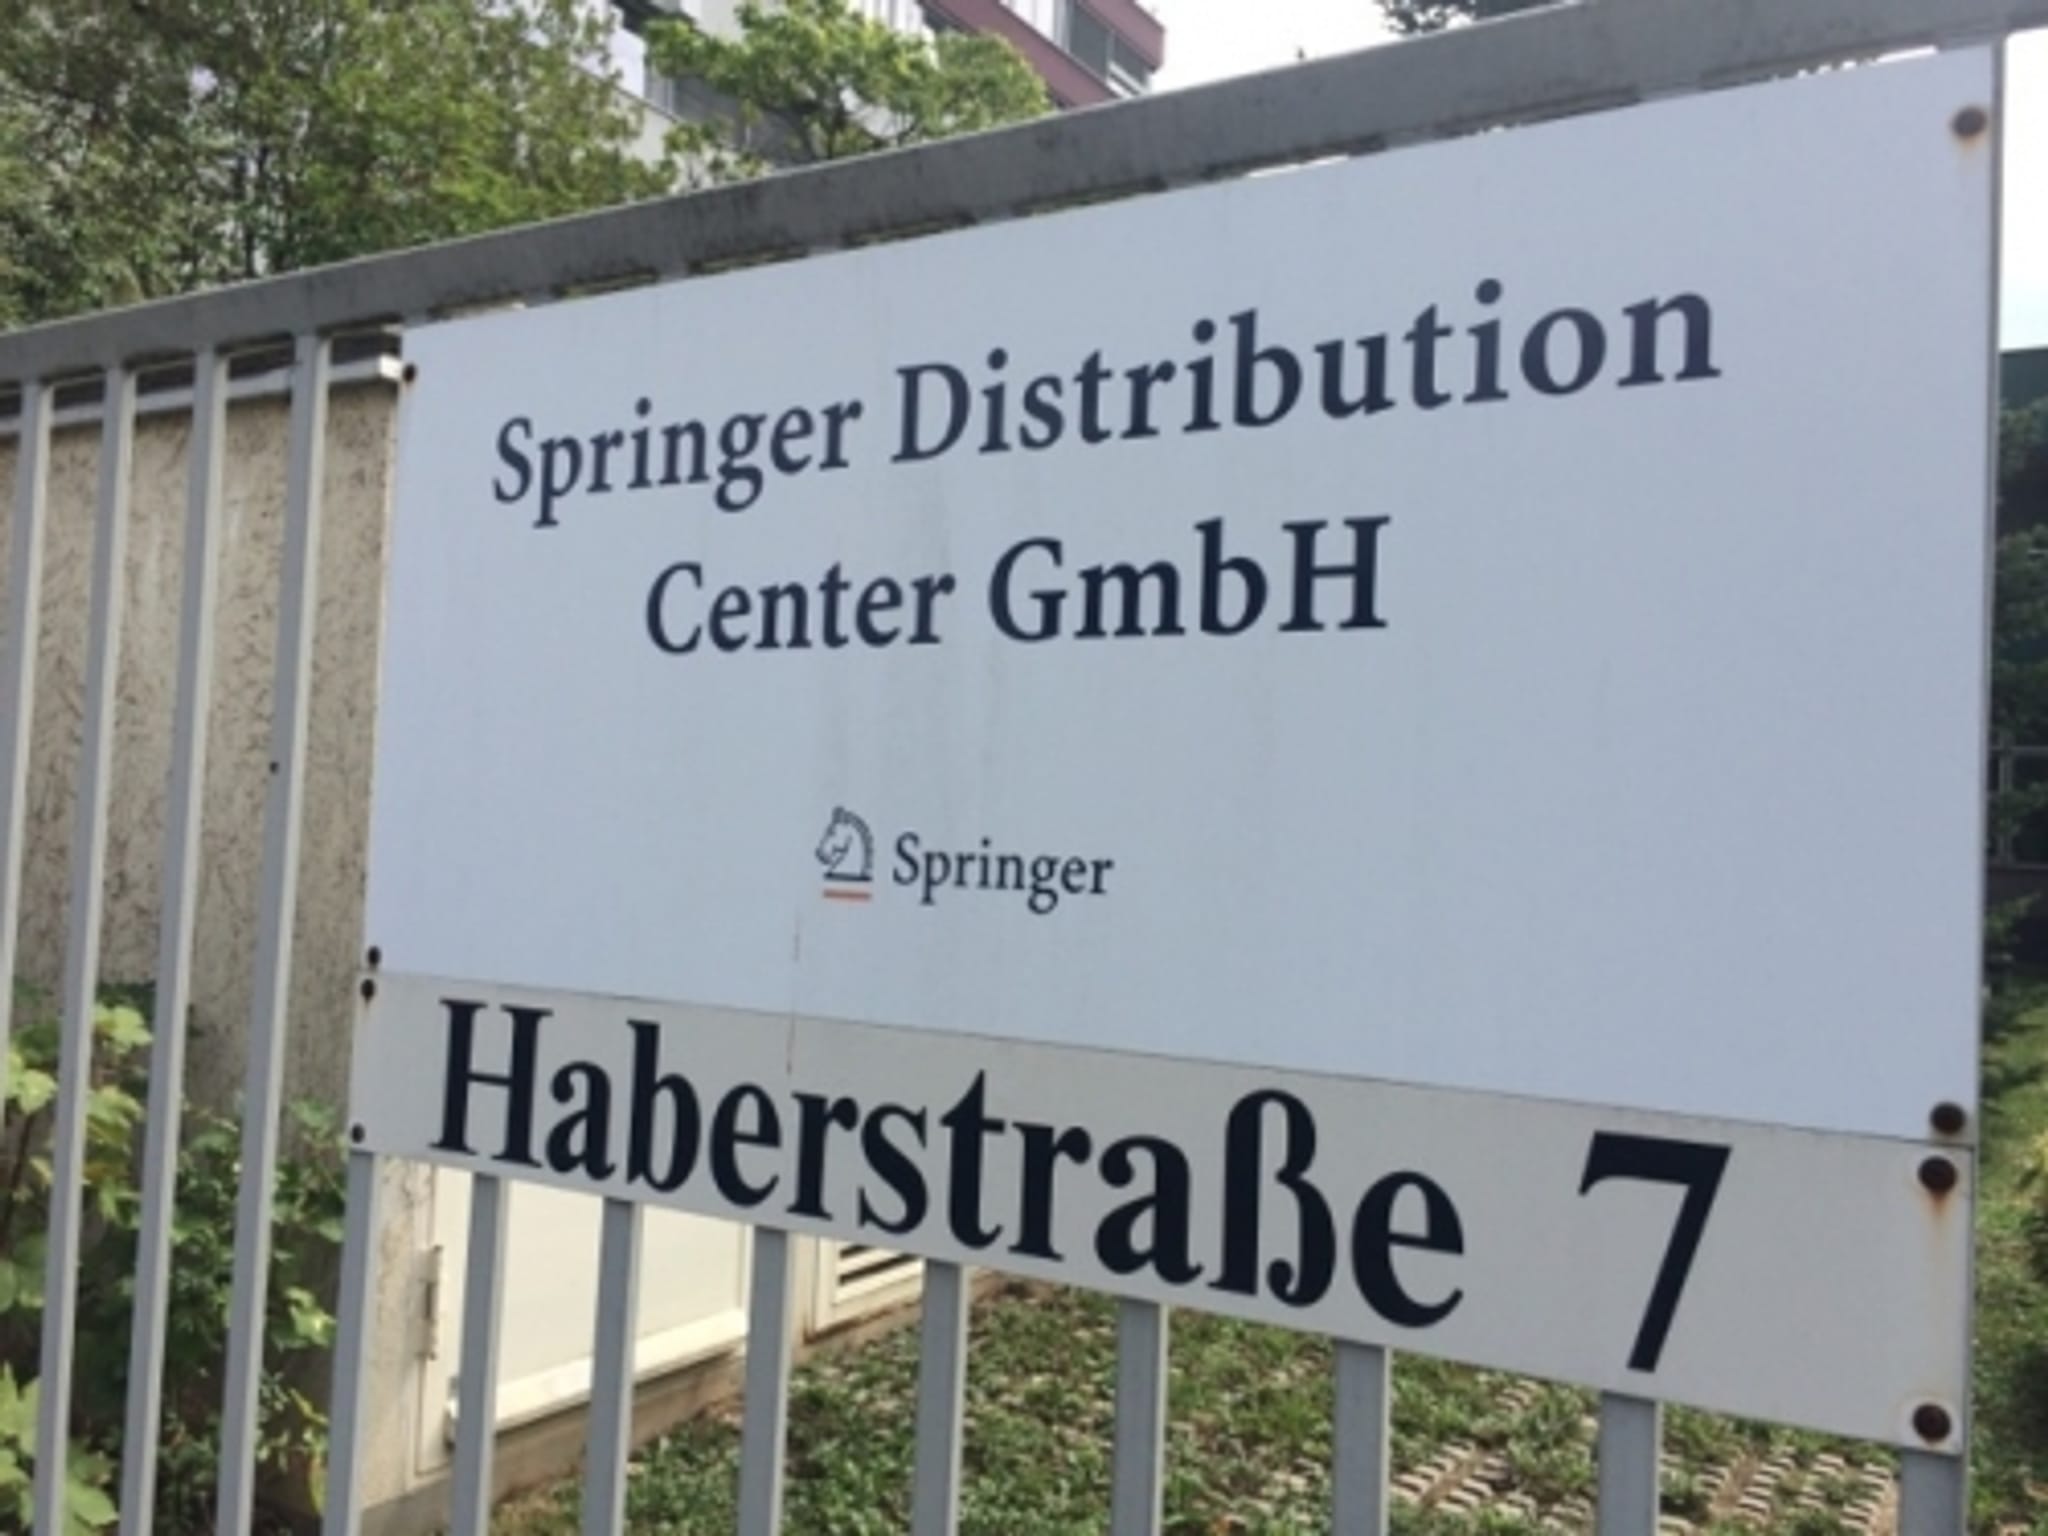 Springer Distribution
Center GmbH
Springer
Haberstraße 7